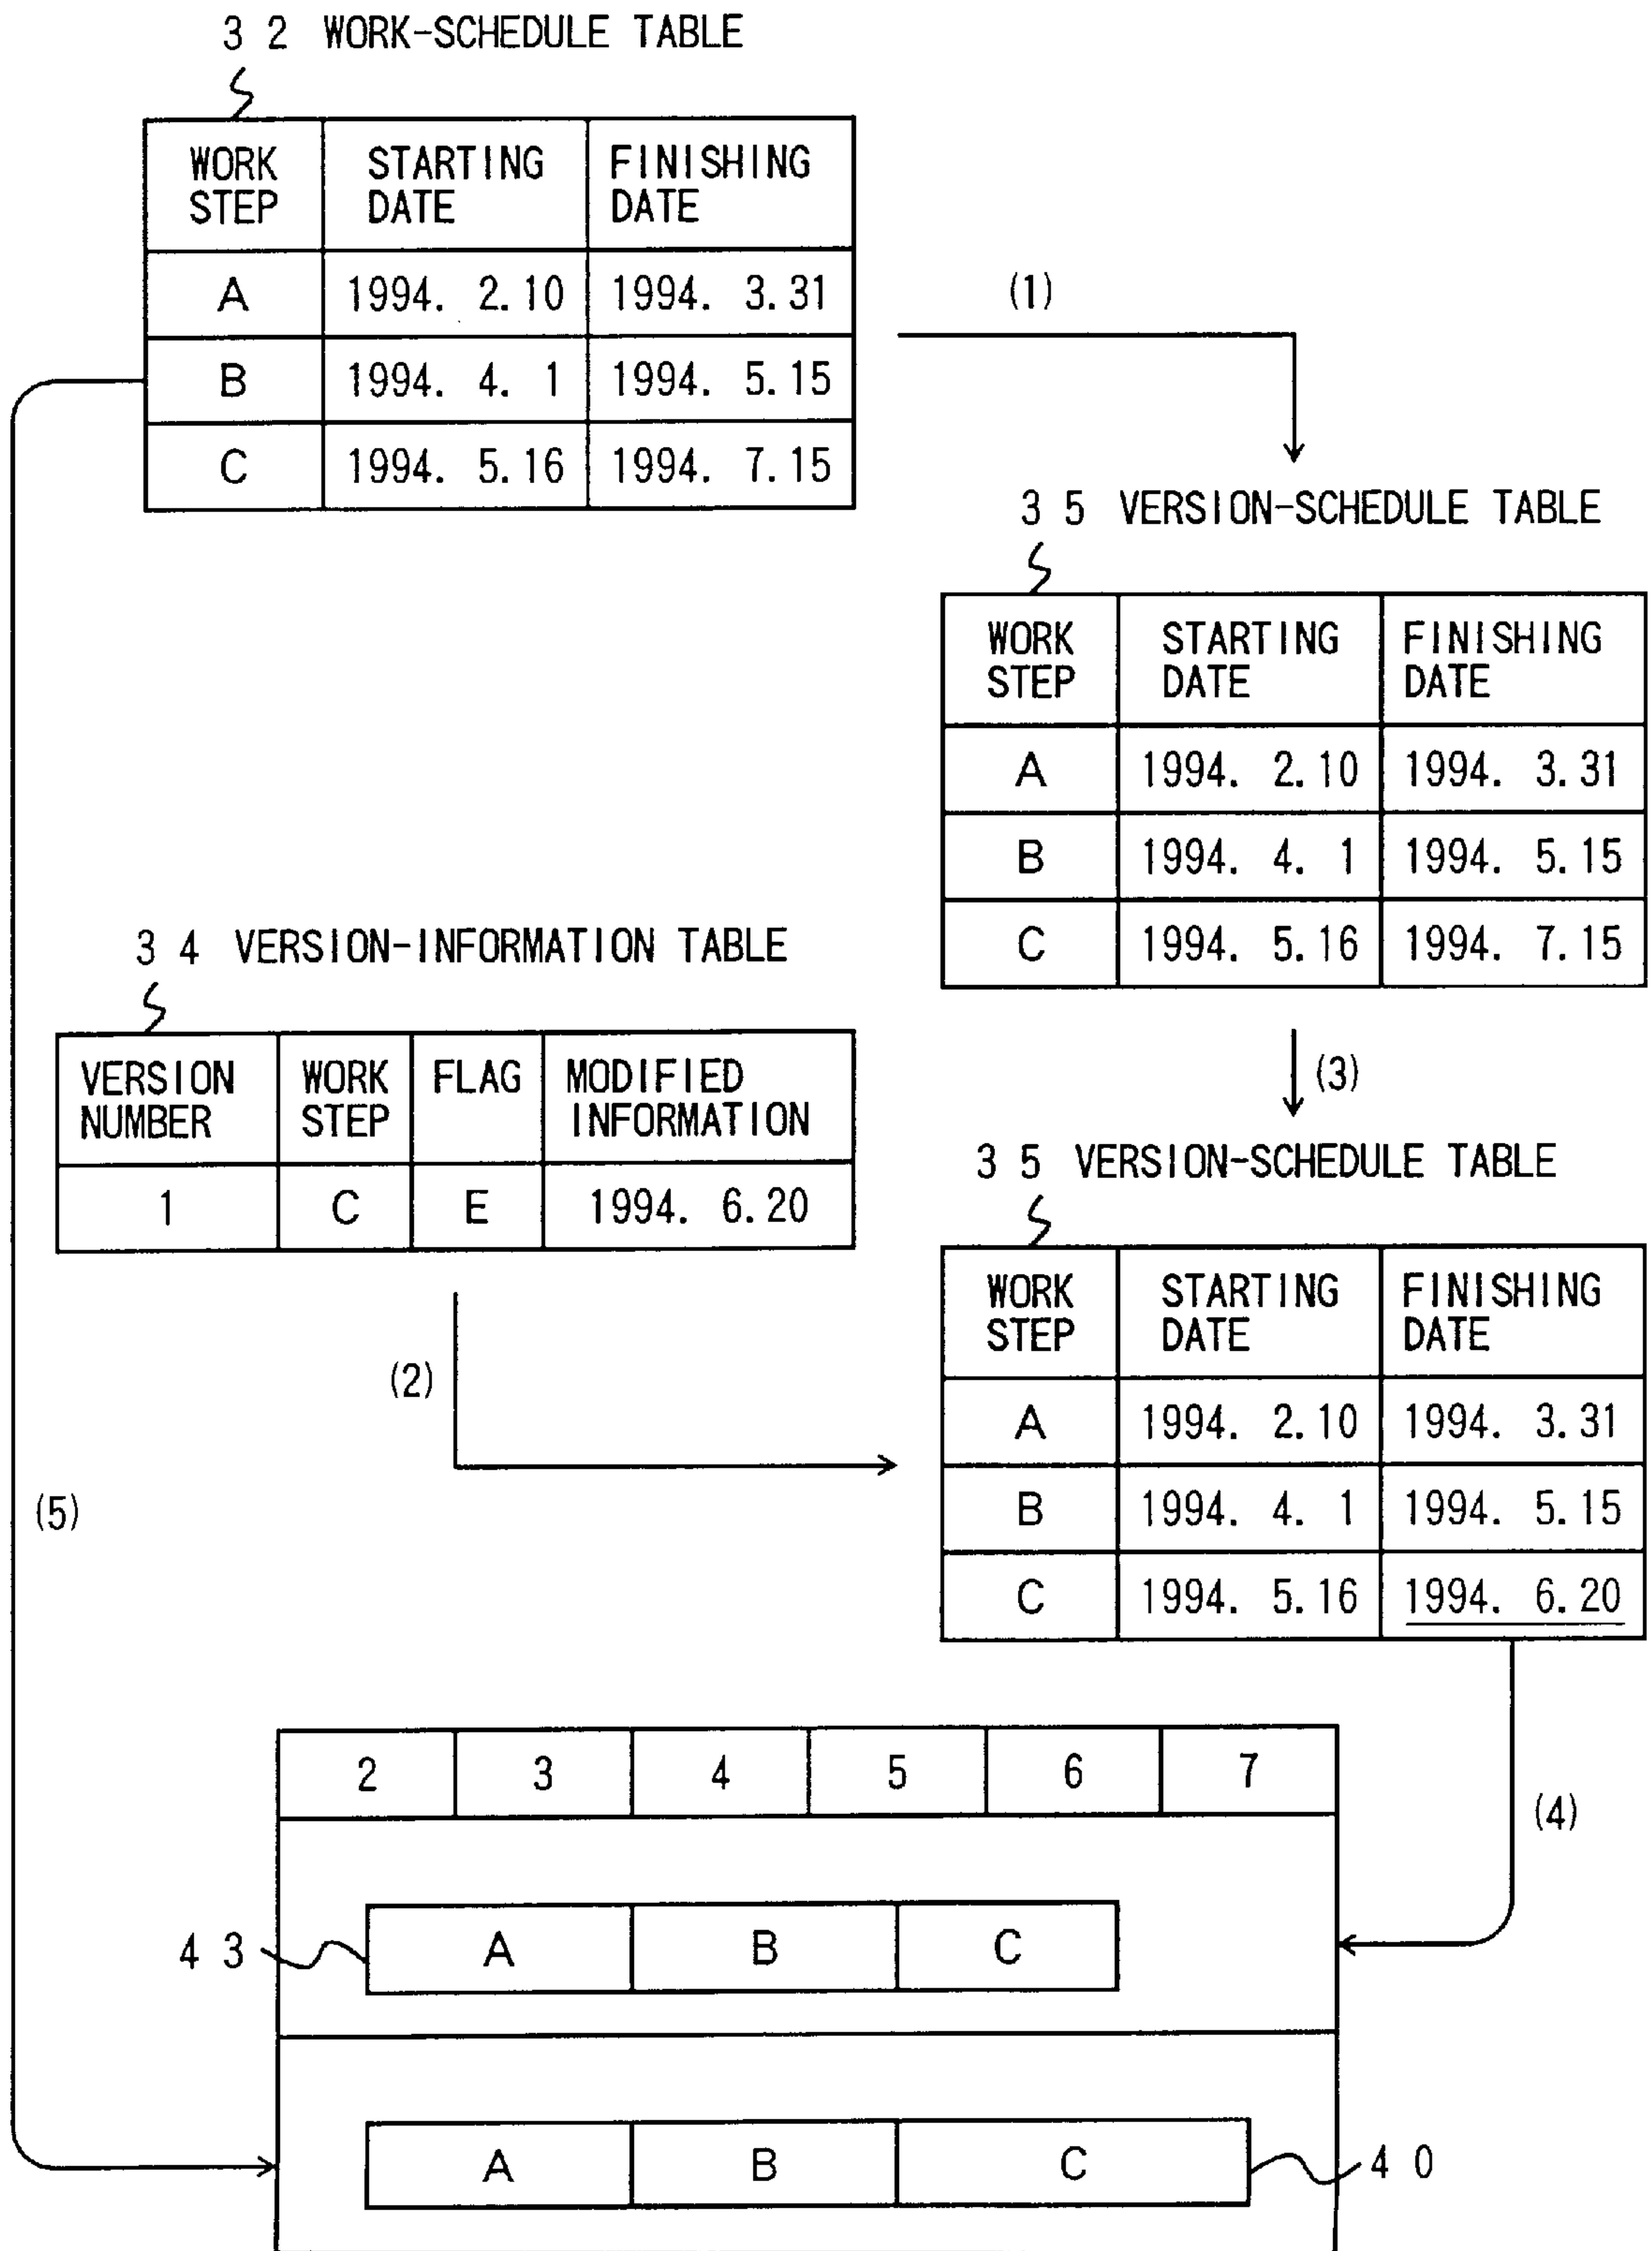 3 2 WORK-SCHEDULE TABLE
WORK STEP STARTING DATE FINISHING DATE
A 1994. 2.10 1994. 3.31
B 1994. 4. 1 1994. 5.15
C 1994. 5.16 1994. 7.15
(1)
3 5 VERSION-SCHEDULE TABLE
WORK STEP STARTING DATE FINISHING DATE
A 1994. 2.10 1994. 3.31
B 1994. 4. 1 1994. 5.15
C 1994. 5.16 1994. 7.15
3 4 VERSION-INFORMATION TABLE
VERSION NUMBER WORK STEP FLAG MODIFIED INFORMATION
1 C E 1994. 6.20
(2)
(3)
3 5 VERSION-SCHEDULE TABLE
WORK STEP STARTING DATE FINISHING DATE
A 1994. 2.10 1994. 3.31
B 1994. 4. 1 1994. 5.15
C 1994. 5.16 1994. 6.20
(5)
(4)
2 3 4 5 6 7
4 3 A B C
A B C 4 0